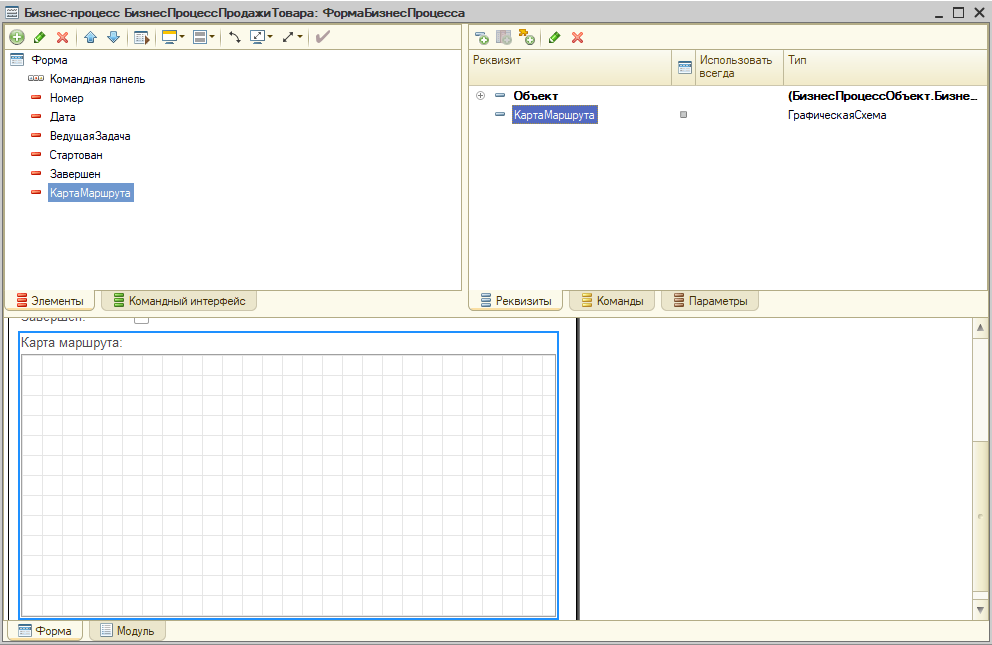 Бизнес-процесс БизнесПроцессПродажиТовара: ФормаБизнесПроцесса
Форма
Командная панель
Номер
Дата
ВедущаяЗадача
Стартован
Завершен
КартаМаршрута
Элементы
Командный интерфейс
Реквизит
Использовать
всегда
Тип
Объект
(БизнесПроцессОбъект.Бизне...
КартаМаршрута
ГрафическаяСхема
Реквизиты
Команды
Параметры
Завершен:
Карта маршрута:
Форма
Модуль